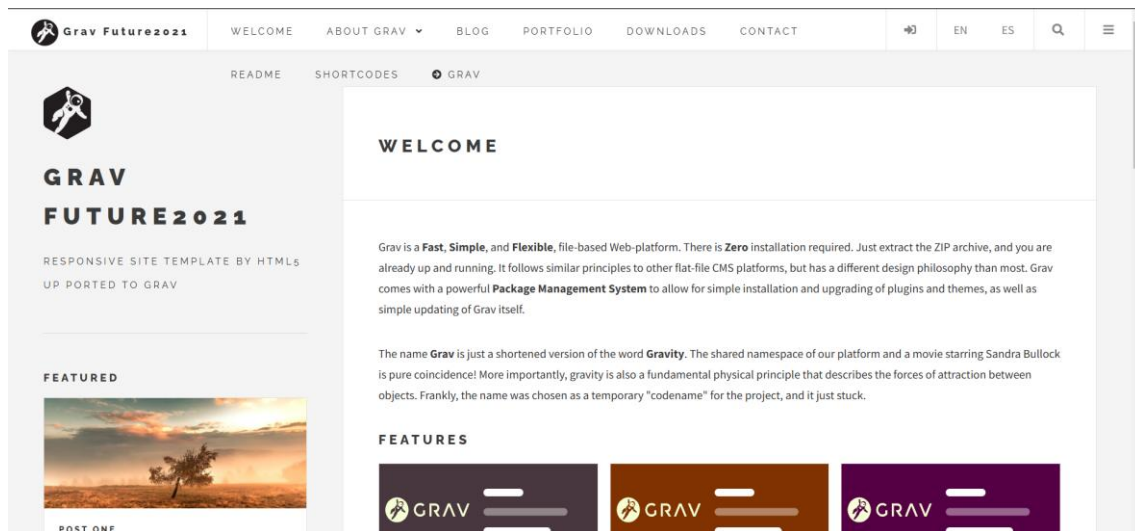 Grav Future2021
WELCOME
ABOUT GRAV
BLOG
PORTFOLIO
DOWNLOADS
CONTACT
EN
ES
README
SHORTCODES
GRAV
GRAV
FUTURE2021
RESPONSIVE SITE TEMPLATE BY HTML5
UP PORTED TO GRAV
FEATURED
POST ONE
WELCOME
Grav is a Fast, Simple, and Flexible, file-based Web-platform. There is Zero installation required. Just extract the ZIP archive, and you are
already up and running. It follows similar principles to other flat-file CMS platforms, but has a different design philosophy than most. Grav
comes with a powerful Package Management System to allow for simple installation and upgrading of plugins and themes, as well as
simple updating of Grav itself.
The name Grav is just a shortened version of the word Gravity. The shared namespace of our platform and a movie starring Sandra Bullock
is pure coincidence! More importantly, gravity is also a fundamental physical principle that describes the forces of attraction between
objects. Frankly, the name was chosen as a temporary "codename" for the project, and it just stuck.
FEATURES
GRAV
GRAV
GRAV